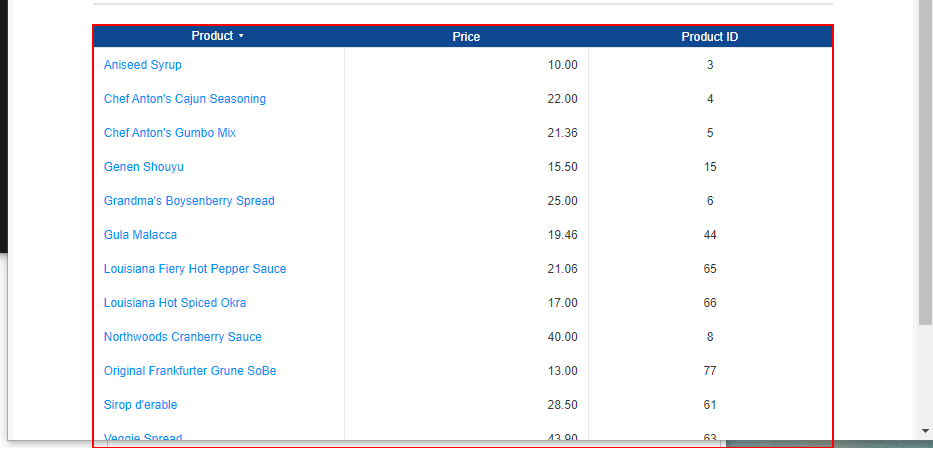 Product Price Product ID
Aniseed Syrup 10.00 3
Chef Anton's Cajun Seasoning 22.00 4
Chef Anton's Gumbo Mix 21.36 5
Genen Shouyu 15.50 15
Grandma's Boysenberry Spread 25.00 6
Gula Malacca 19.46 44
Louisiana Fiery Hot Pepper Sauce 21.06 65
Louisiana Hot Spiced Okra 17.00 66
Northwoods Cranberry Sauce 40.00 8
Original Frankfurter Grune SoBe 13.00 77
Sirop d'erable 28.50 61
Veggie Spread 43.90 63